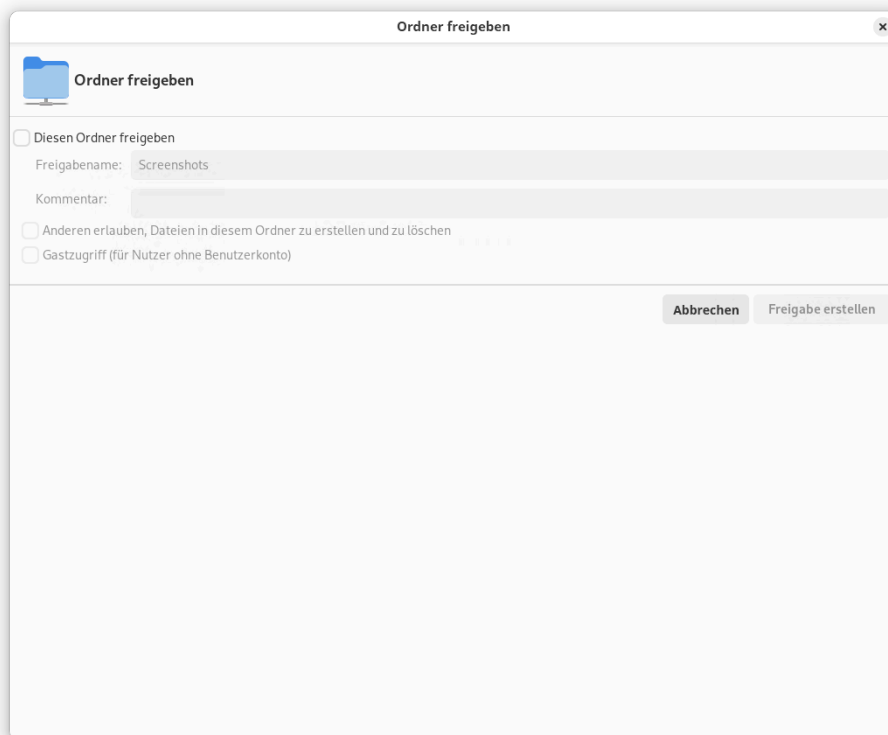 Ordner freigeben
Ordner freigeben
Diesen Ordner freigeben
Freigabename: Screenshots
Kommentar:
Anderen erlauben, Dateien in diesem Ordner zu erstellen und zu löschen
Gastzugriff (für Nutzer ohne Benutzerkonto)
Abbrechen Freigabe erstellen